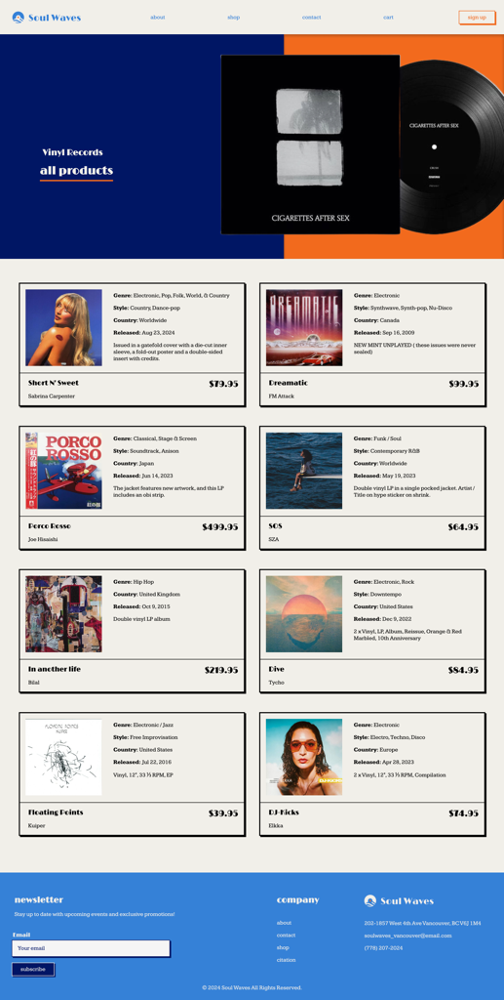 Soul Waves
about
shop
contact
cart
sign up
Vinyl Records
all products
CIGARETTES AFTER SEX
CIGARETTES AFTER SEX
Genre: Electronic, Pop, Folk, World, & Country
Style: Country, Dance-pop
Country: Worldwide
Released: Aug 23, 2024
Issued in a gatefold cover with a die-cut inner
sleeve, a fold-out poster and a double-sided
insert with credits.
Short N' Sweet
$79.95
Sabrina Carpenter
DREAMATIC
Genre: Electronic
Style: Synthwave, Synth-pop, Nu-Disco
Country: Canada
Released: Sep 16, 2009
NEW MINT UNPLAYED ( these issues were never
sealed)
Dreamatic
$99.95
FM Attack
PORCO
ROSSO
Genre: Classical, Stage & Screen
Style: Soundtrack, Anison
Country: Japan
Released: Jun 14, 2023
The jacket features new artwork, and this LP
includes an obi strip.
Porco Rosso
$499.95
Joe Hisaishi
Genre: Funk / Soul
Style: Contemporary R&B
Country: Worldwide
Released: May 19, 2023
Double vinyl LP in a single pocked jacket. Artist /
Title on hype sticker on shrink.
SOS
$64.95
SZA
Genre: Hip Hop
Country: United Kingdom
Released: Oct 9, 2015
Double vinyl LP album
In another life
$219.95
Bilal
Genre: Electronic, Rock
Style: Downtempo
Country: United States
Released: Dec 9, 2022
2 x Vinyl, LP, Album, Reissue, Orange & Red
Marbled, 10th Anniversary
Dive
$84.95
Tycho
FLOATING POINTS
KUIPER
Genre: Electronic / Jazz
Style: Free Improvisation
Country: United States
Released: Jul 22, 2016
Vinyl, 12", 33 ⅓ RPM, EP
Floating Points
$39.95
Kuiper
DJ-KICKS
Genre: Electronic
Style: Electro, Techno, Disco
Country: Europe
Released: Apr 28, 2023
2 x Vinyl, 12", 33 ⅓ RPM, Compilation
DJ-Kicks
$74.95
Elkka
newsletter
Stay up to date with upcoming events and exclusive promotions!
Email
Your email
subscribe
company
about
contact
shop
citation
Soul Waves
202-1857 West 4th Ave Vancouver, BC V6J 1M4
soulwaves_vancouver@email.com
(778) 207-2024
© 2024 Soul Waves All Rights Reserved.